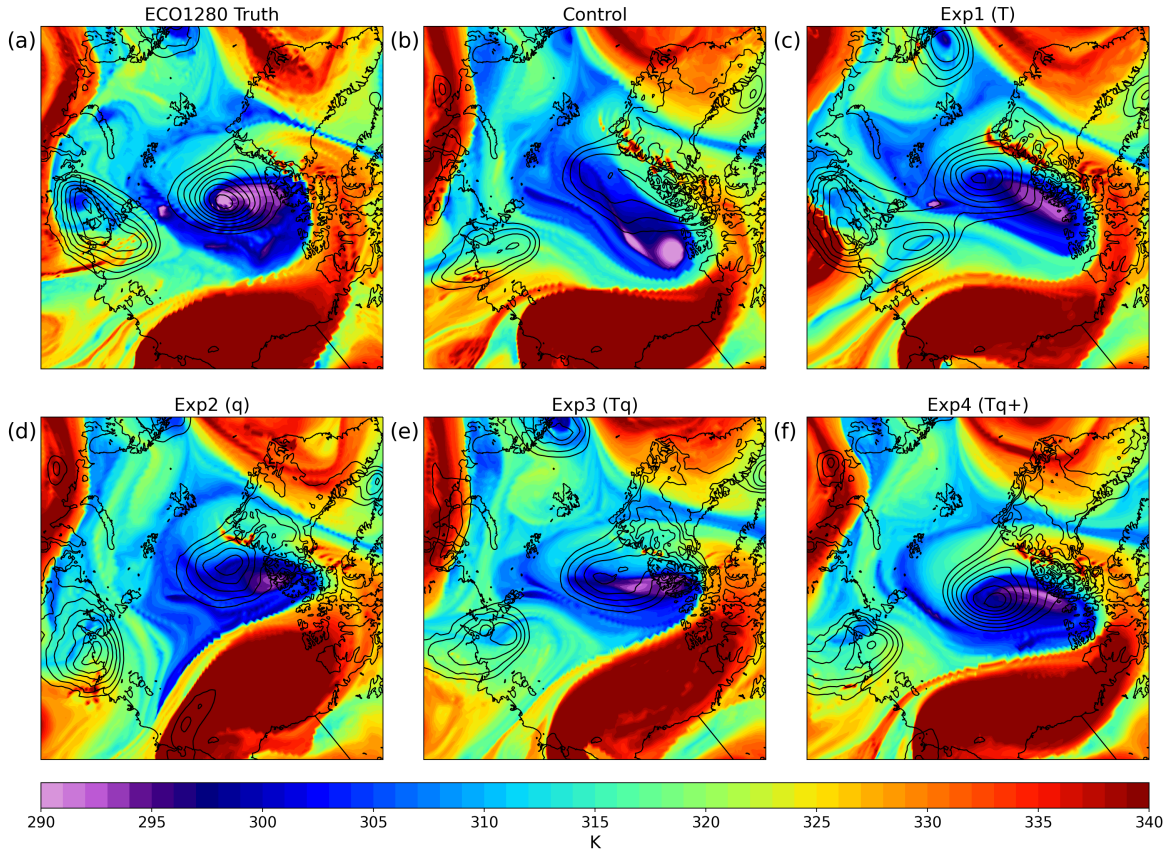 ECO1280 Truth
Control
Exp1 (T)
(a)
(b)
(c)
Exp2 (q)
Exp3 (Tq)
Exp4 (Tq+)
(d)
(e)
(f)
290 295 300 305 310 315 320 325 330 335 340
K